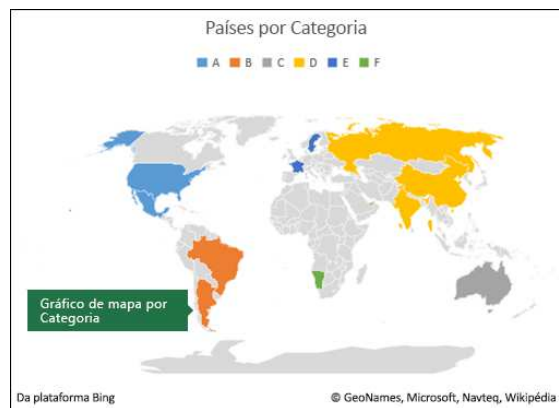 Países por Categoria
A B C D E F
Gráfico de mapa por
Categoria
Da plataforma Bing
© GeoNames, Microsoft, Navteq, Wikipédia